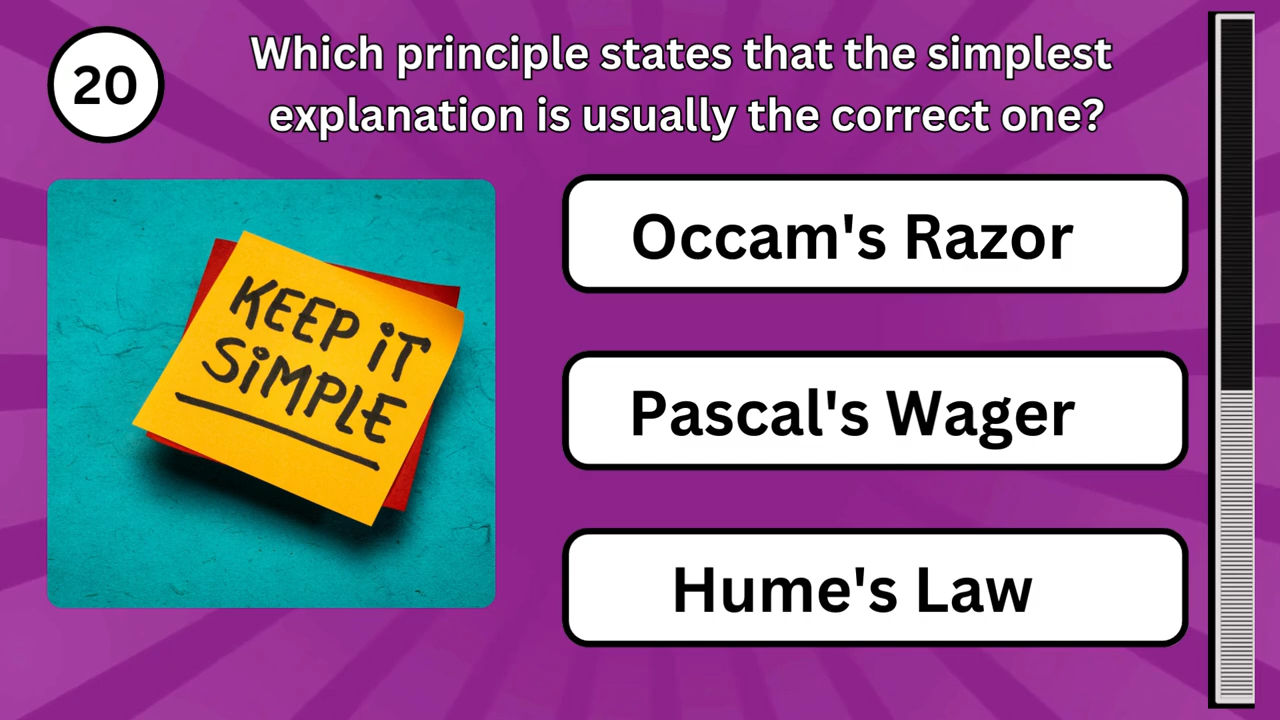 20
Which principle states that the simplest
explanation is usually the correct one?
KEEP iT
SiMPLE
Occam's Razor
Pascal's Wager
Hume's Law